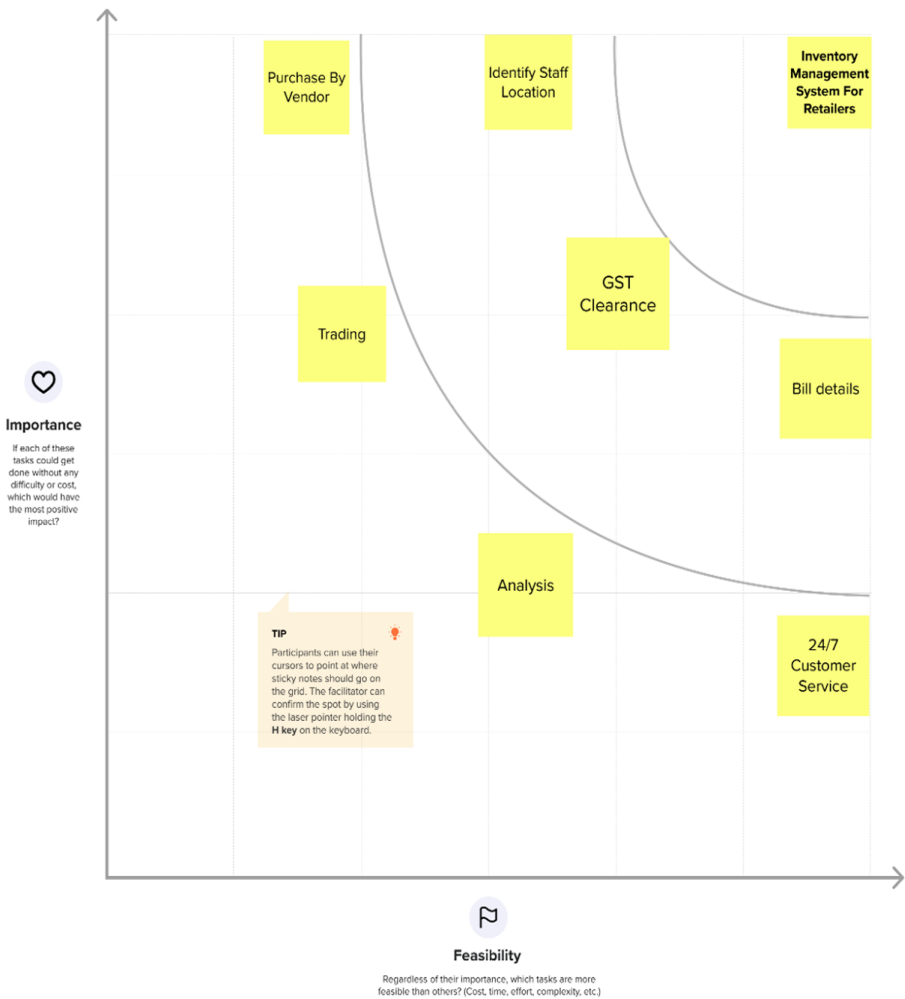 Purchase By
Vendor
Identify Staff
Location
Inventory
Management
System For
Retailers
GST
Clearance
Trading
Bill details
Importance
If each of these
tasks could get
done without any
difficulty or cost,
which would have
the most positive
impact?
Analysis
TIP
Participants can use their
cursors to point at where
sticky notes should go on
the grid. The facilitator can
confirm the spot by using
the laser pointer holding the
H key on the keyboard.
24/7
Customer
Service
Feasibility
Regardless of their importance, which tasks are more
feasible than others? (Cost, time, effort, complexity, etc.)